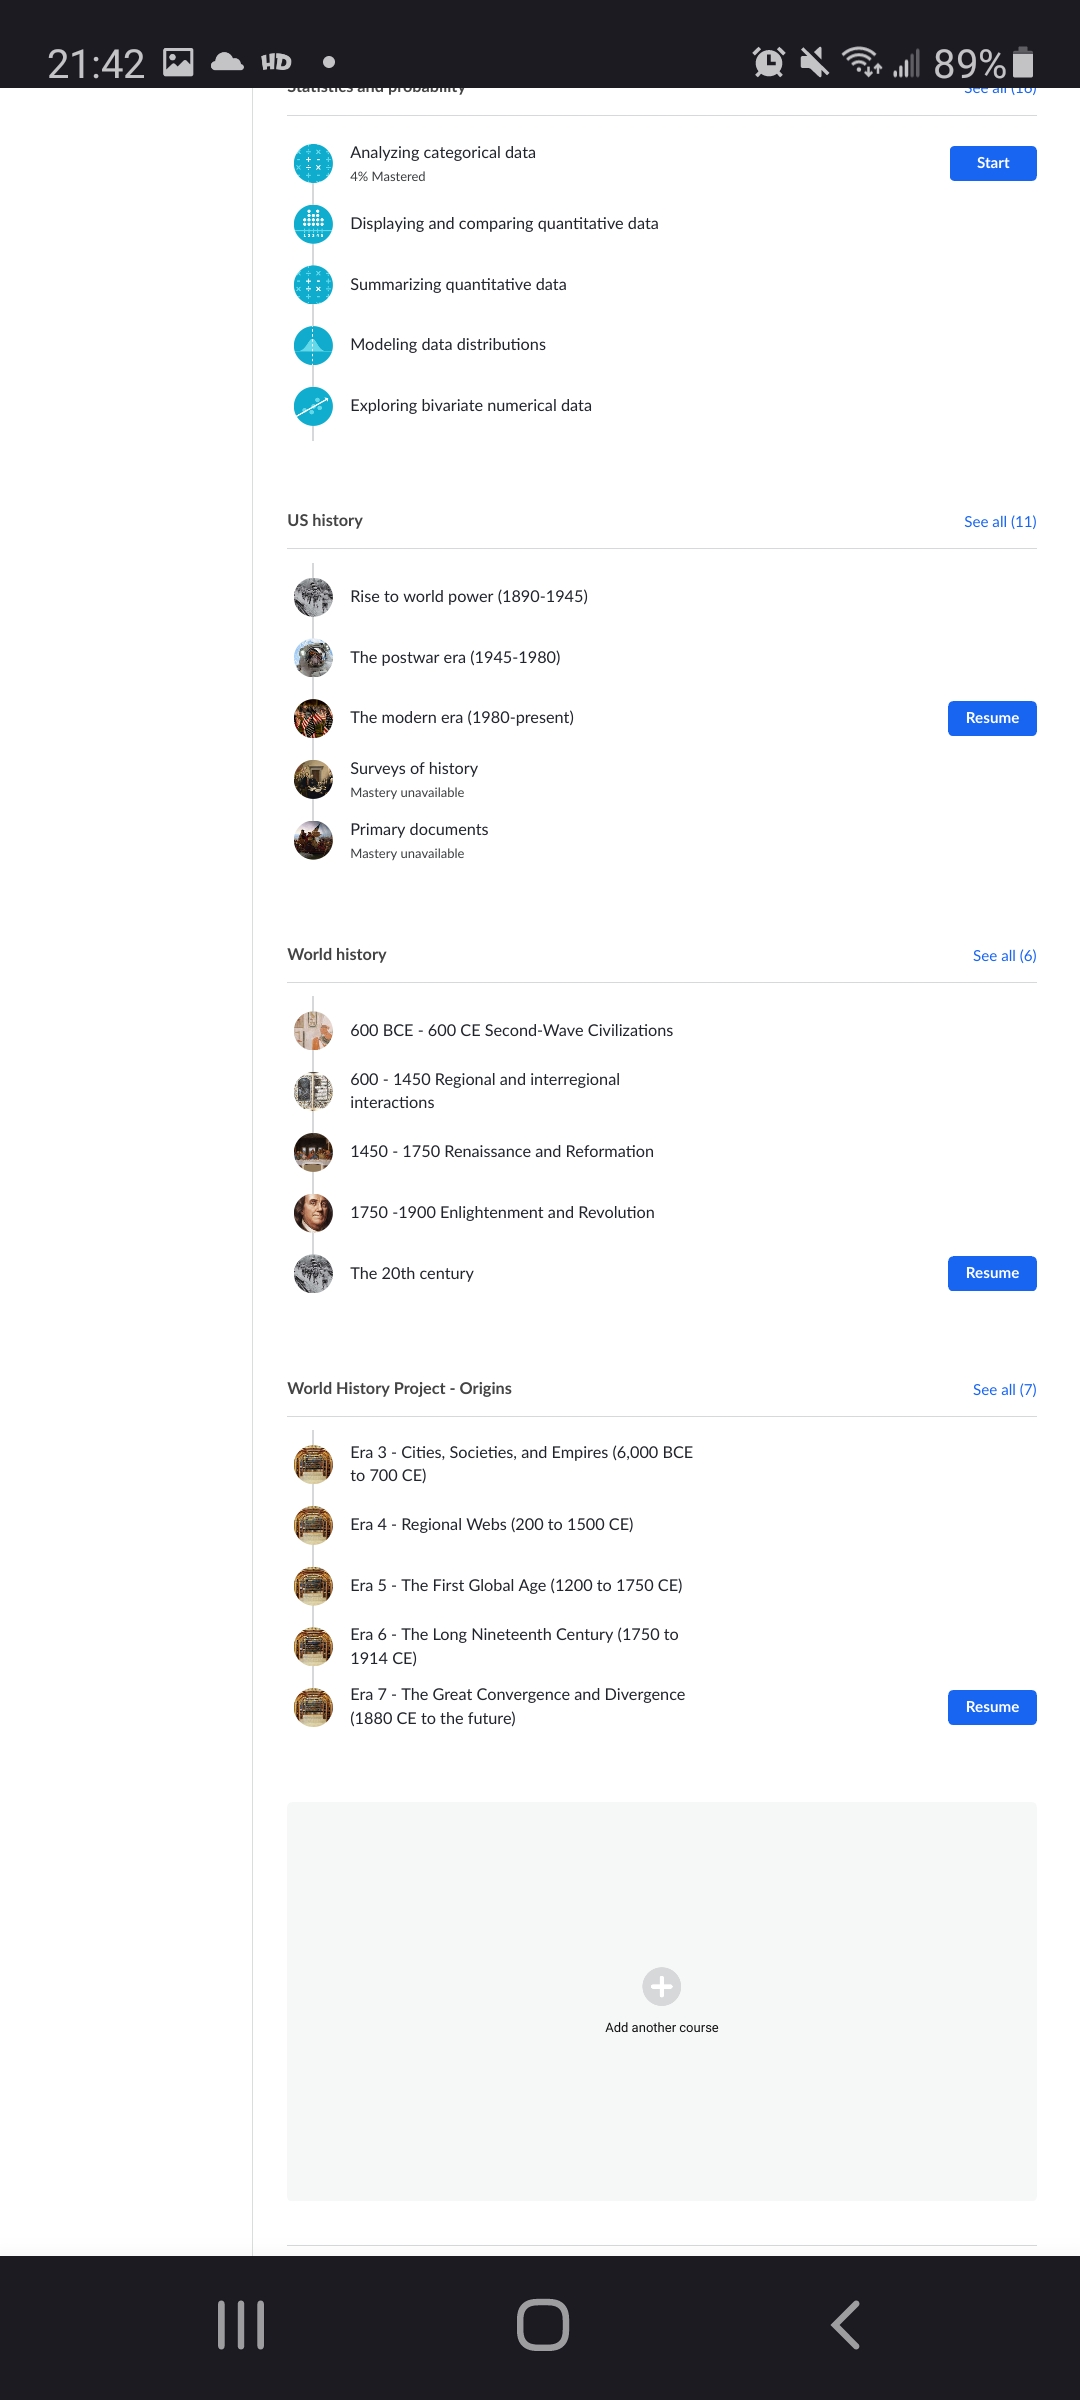 21:42 HD 89%
Statistics and probability See all (16)
Analyzing categorical data
4% Mastered
Start
Displaying and comparing quantitative data
Summarizing quantitative data
Modeling data distributions
Exploring bivariate numerical data
US history See all (11)
Rise to world power (1890-1945)
The postwar era (1945-1980)
The modern era (1980-present) Resume
Surveys of history
Mastery unavailable
Primary documents
Mastery unavailable
World history See all (6)
600 BCE - 600 CE Second-Wave Civilizations
600 - 1450 Regional and interregional
interactions
1450 - 1750 Renaissance and Reformation
1750 -1900 Enlightenment and Revolution
The 20th century Resume
World History Project - Origins See all (7)
Era 3 - Cities, Societies, and Empires (6,000 BCE
to 700 CE)
Era 4 - Regional Webs (200 to 1500 CE)
Era 5 - The First Global Age (1200 to 1750 CE)
Era 6 - The Long Nineteenth Century (1750 to
1914 CE)
Era 7 - The Great Convergence and Divergence
(1880 CE to the future)
Resume
Add another course